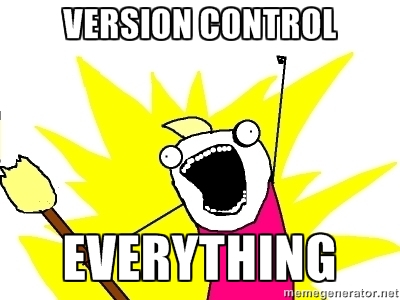 VERSION CONTROL
EVERYTHING
memegenerator.net